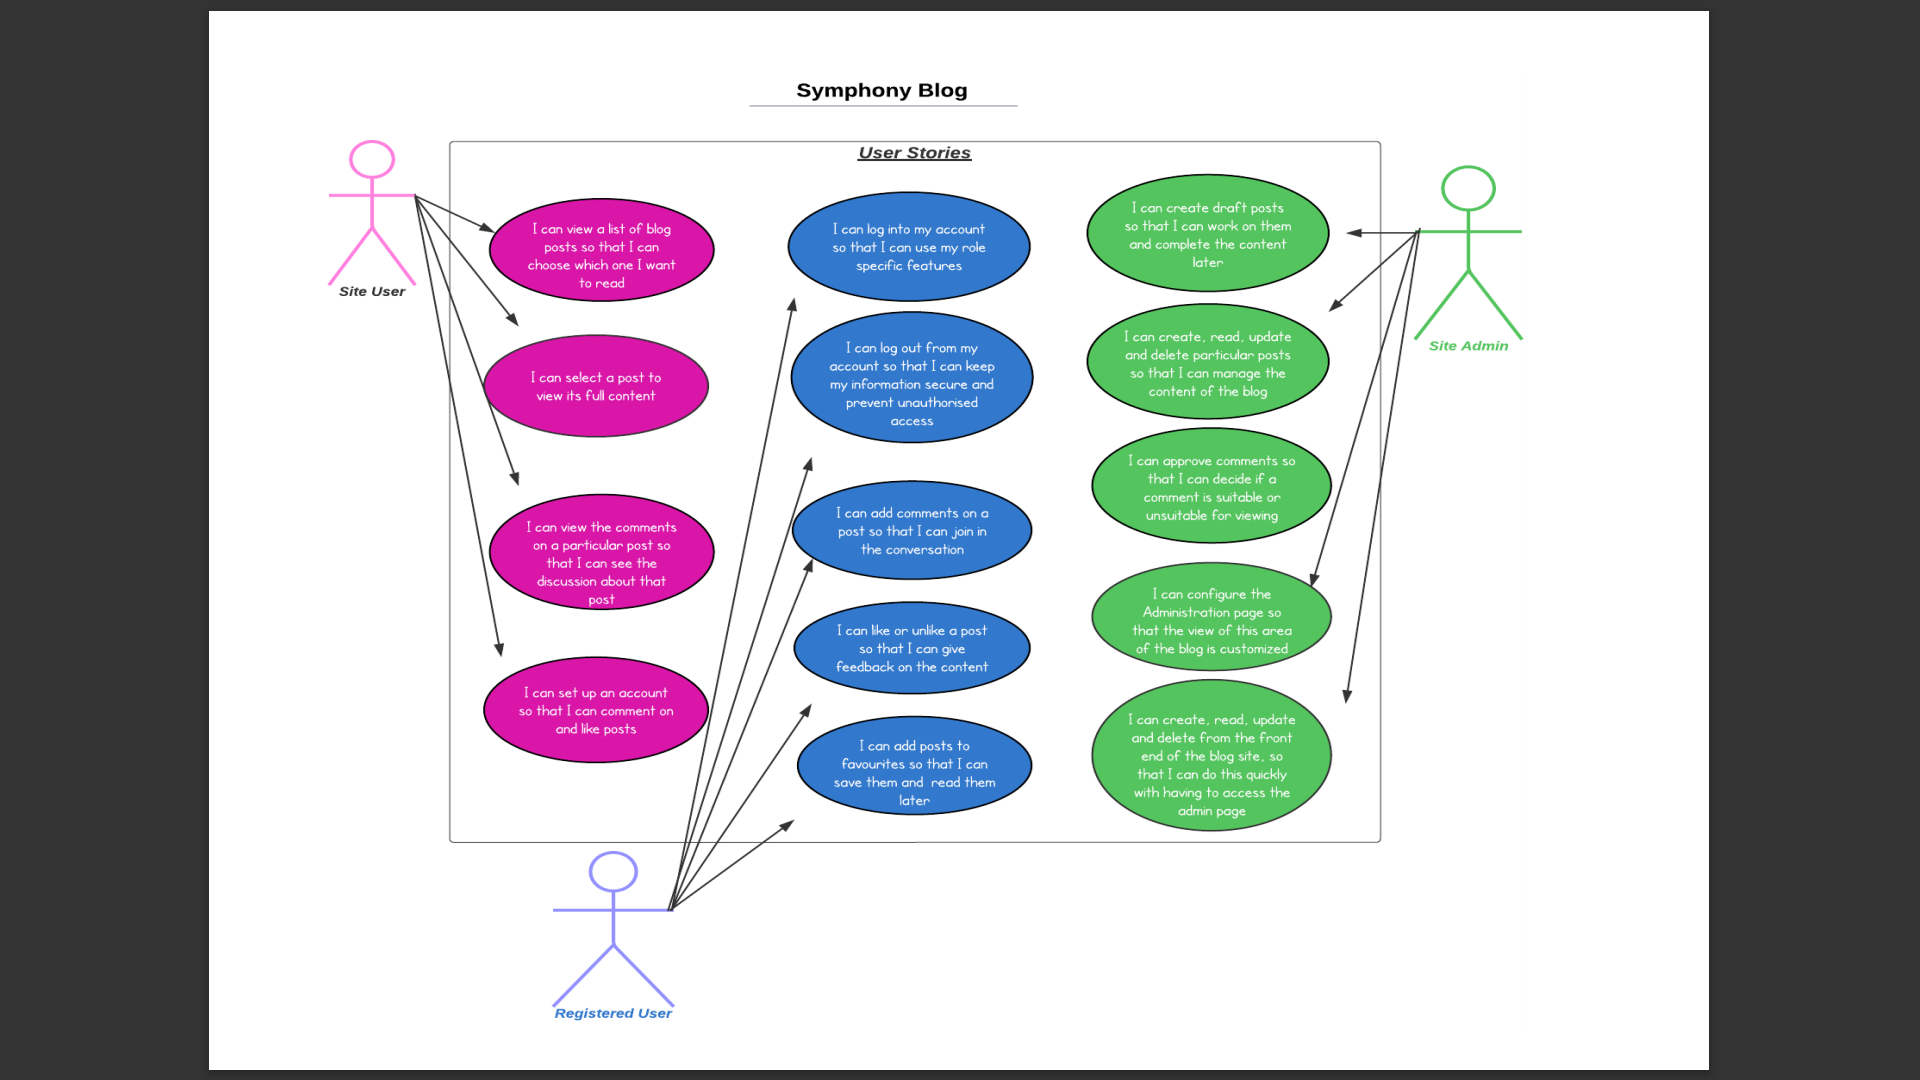 Symphony Blog
User Stories
Site User
I can view a list of blog
posts so that I can
choose which one I want
to read
I can select a post to
view its full content
I can view the comments
on a particular post so
that I can see the
discussion about that
post
I can set up an account
so that I can comment on
and like posts
I can log into my account
so that I can use my role
specific features
I can log out from my
account so that I can keep
my information secure and
prevent unauthorised
access
I can add comments on a
post so that I can join in
the conversation
I can like or unlike a post
so that I can give
feedback on the content
I can add posts to
favourites so that I can
save them and read them
later
I can create draft posts
so that I can work on them
and complete the content
later
I can create, read, update
and delete particular posts
so that I can manage the
content of the blog
I can approve comments so
that I can decide if a
comment is suitable or
unsuitable for viewing
I can configure the
Administration page so
that the view of this area
of the blog is customized
I can create, read, update
and delete from the front
end of the blog site, so
that I can do this quickly
with having to access the
admin page
Site Admin
Registered User